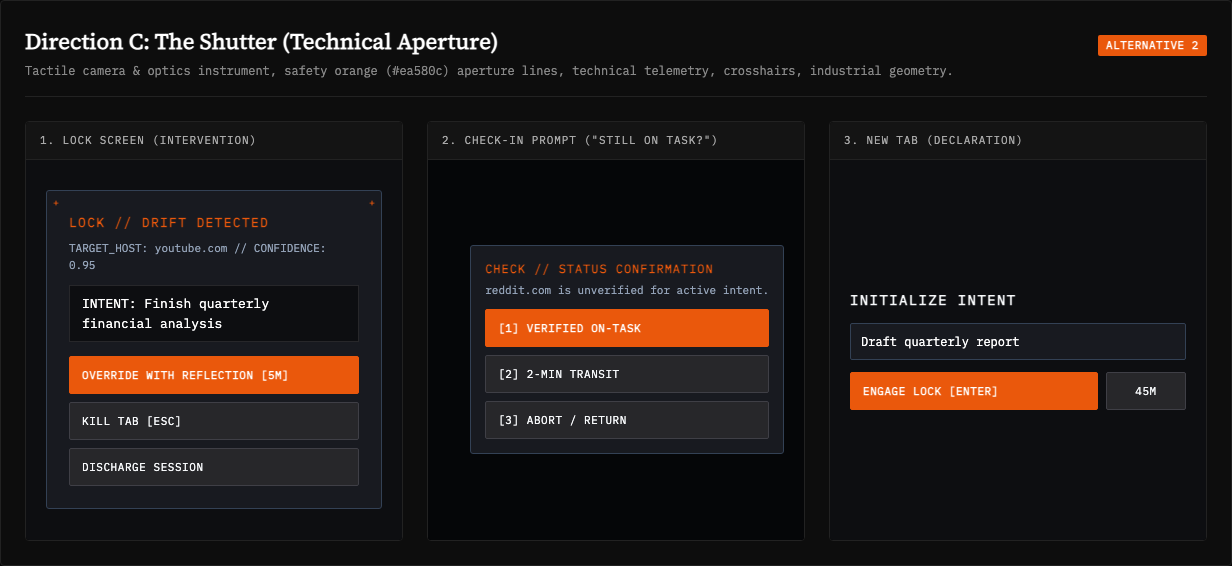 Direction C: The Shutter (Technical Aperture)
ALTERNATIVE 2
Tactile camera & optics instrument, safety orange (#ea580c) aperture lines, technical telemetry, crosshairs, industrial geometry.
1. LOCK SCREEN (INTERVENTION)
+ +
LOCK // DRIFT DETECTED
TARGET_HOST: youtube.com // CONFIDENCE:
0.95
INTENT: Finish quarterly
financial analysis
OVERRIDE WITH REFLECTION [5M]
KILL TAB [ESC]
DISCHARGE SESSION
2. CHECK-IN PROMPT ("STILL ON TASK?")
CHECK // STATUS CONFIRMATION
reddit.com is unverified for active intent.
[1] VERIFIED ON-TASK
[2] 2-MIN TRANSIT
[3] ABORT / RETURN
3. NEW TAB (DECLARATION)
INITIALIZE INTENT
Draft quarterly report
ENGAGE LOCK [ENTER]
45M